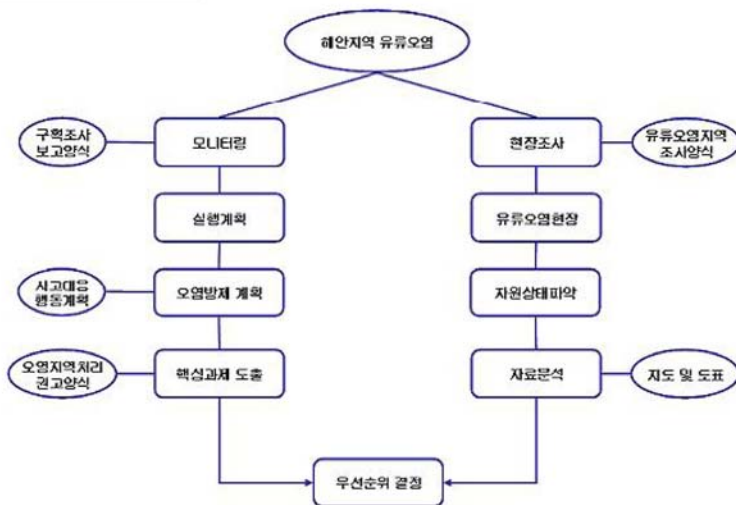 해안지역 유류오염
구획조사
보고양식
모니터링
현장조사
유류오염지역
조사양식
실행계획
유류오염현장
사고대응
행동계획
오염방제 계획
자원상태파악
오염지역처리
권고양식
핵심과제 도출
자료분석
지도 및 도표
우선순위 결정